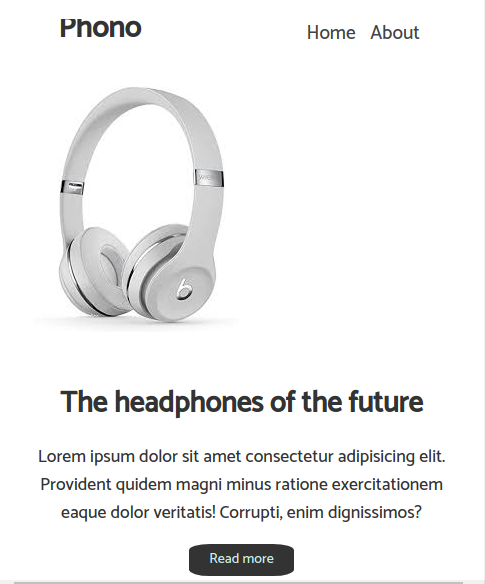 Phono
Home About
b
The headphones of the future
Lorem ipsum dolor sit amet consectetur adipisicing elit.
Provident quidem magni minus ratione exercitationem
eaque dolor veritatis! Corrupti, enim dignissimos?
Read more